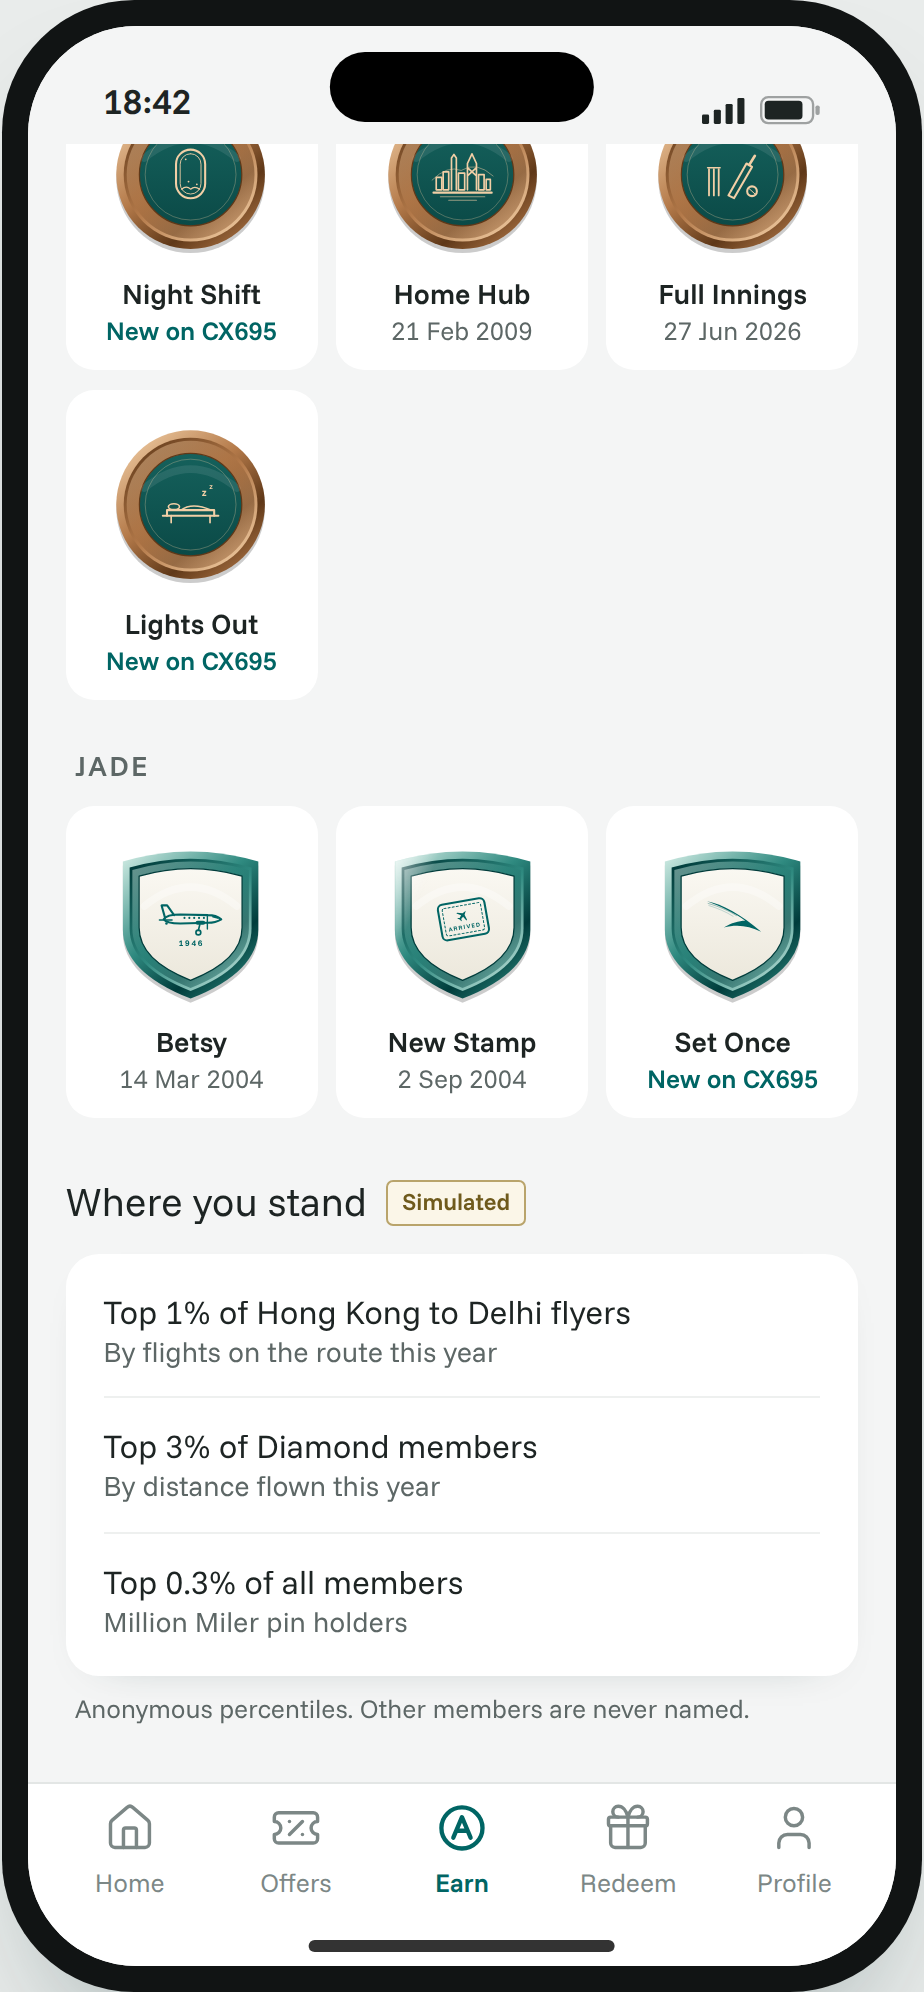 18:42
Night Shift
New on CX695
Home Hub
21 Feb 2009
Full Innings
27 Jun 2026
z z
Lights Out
New on CX695
JADE
1946
Betsy
14 Mar 2004
ARRIVED
New Stamp
2 Sep 2004
Set Once
New on CX695
Where you stand
Simulated
Top 1% of Hong Kong to Delhi flyers
By flights on the route this year
Top 3% of Diamond members
By distance flown this year
Top 0.3% of all members
Million Miler pin holders
Anonymous percentiles. Other members are never named.
Home
Offers
A
Earn
Redeem
Profile